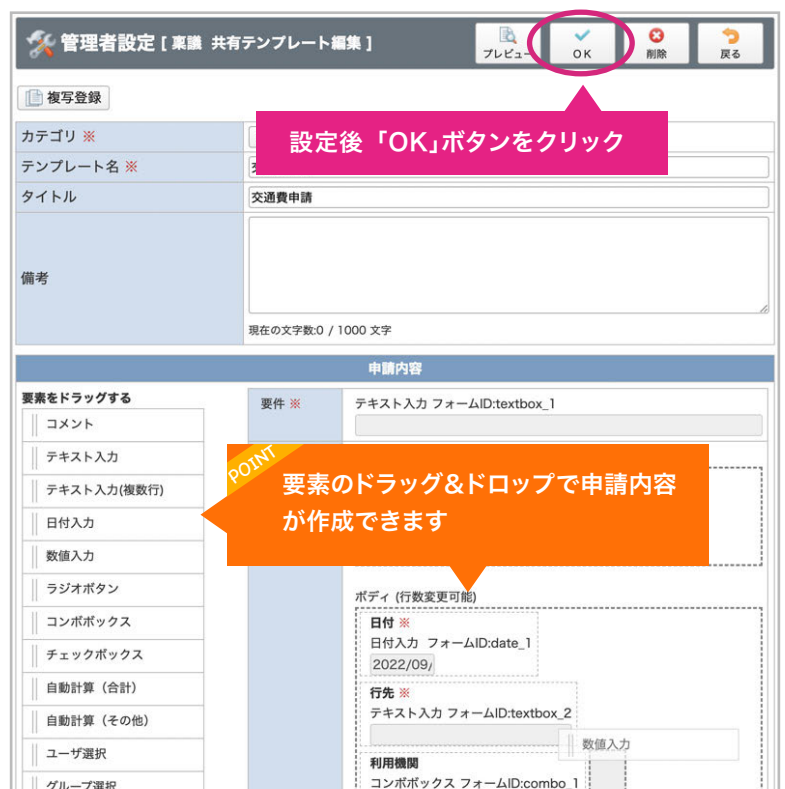 管理者設定 [ 稟議 共有テンプレート編集 ]
プレビュー
OK
削除
戻る
複写登録
設定後「OK」ボタンをクリック
カテゴリ ※
テンプレート名 ※
タイトル
交通費申請
備考
現在の文字数:0 / 1000 文字
申請内容
要素をドラッグする
コメント
テキスト入力
テキスト入力(複数行)
日付入力
数値入力
ラジオボタン
コンボボックス
チェックボックス
自動計算（合計）
自動計算（その他）
ユーザ選択
グループ選択
要件 ※
テキスト入力 フォームID:textbox_1
POINT
要素のドラッグ&ドロップで申請内容
が作成できます
ボディ (行数変更可能)
日付 ※
日付入力 フォームID:date_1
2022/09/
行先 ※
テキスト入力 フォームID:textbox_2
数値入力
利用機関
コンボボックス フォームID:combo_1